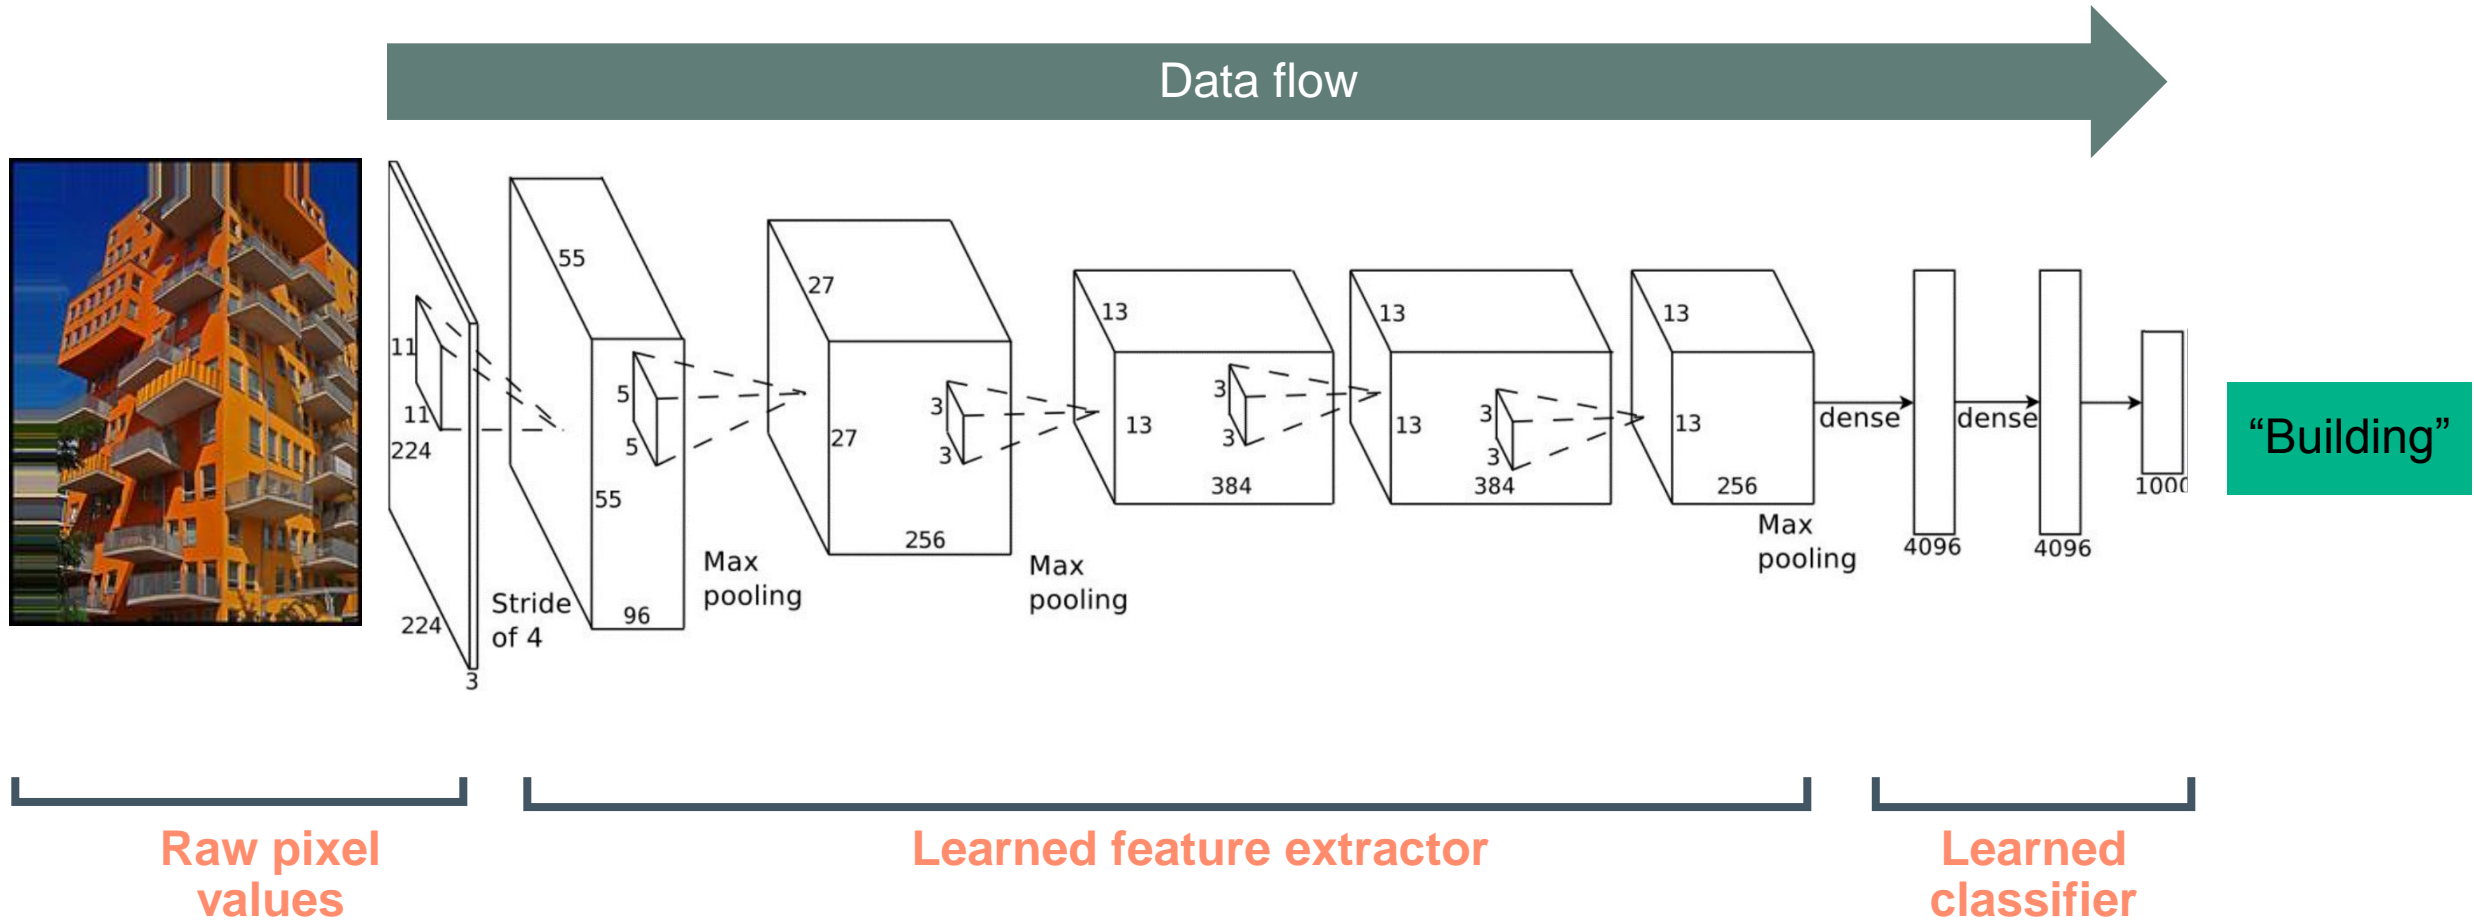 Data flow
11
11
224
224
3
Stride
of 4
55
55
5
5
96
Max
pooling
27
27
3
3
256
Max
pooling
13
13
3
3
384
13
13
3
3
384
13
13
256
Max
pooling
dense
4096
dense
4096
1000
“Building”
Raw pixel
values
Learned feature extractor
Learned
classifier